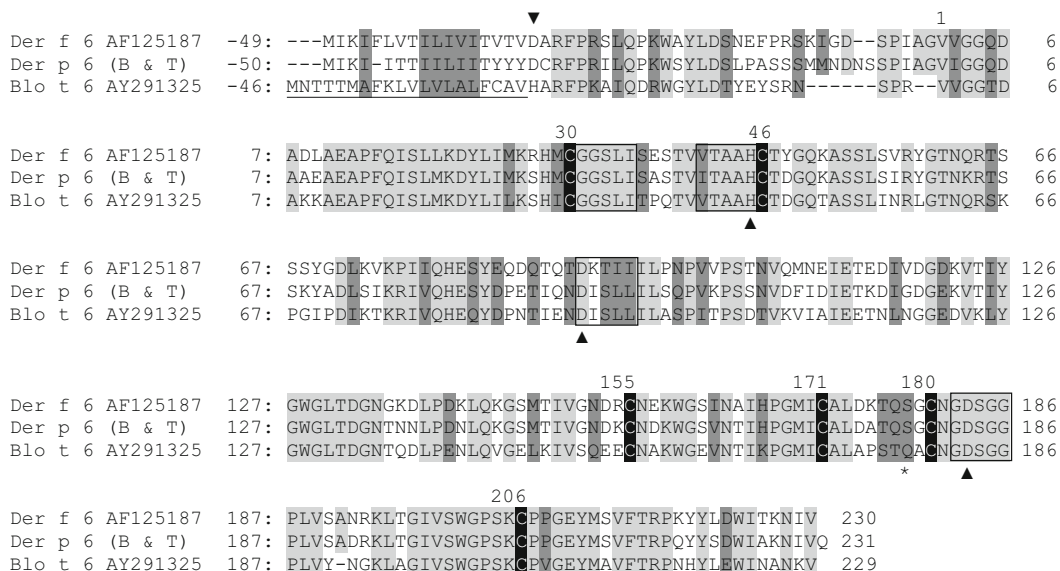 ▼ 1
Der f 6 AF125187 -49: ---MIKIFLVTILIVITVTVDARFPRSLQPKWAYLDSNEFPRSKIGD--SPIAGVVGGQD 6
Der p 6 (B & T) -50: ---MIKI-ITTIILIITYYYDCRFPRILQPKWSYLDSLPASSSMMNDNSSPIAGVIGGQD 6
Blo t 6 AY291325 -46: MNTTTMAFKLVLVLALFCAVHARFPKAIQDRWGYLDTYEYSRN------SPR--VVGGTD 6
30 46
Der f 6 AF125187 7: ADLAEAPFQISLLKDYLIMKRHMCGGSLISESTVVTAAHCTYGQKASSLSVRYGTNQRTS 66
Der p 6 (B & T) 7: AAEAEAPFQISLMKDYLIMKSHMCGGSLISASTVITAAHCTDGQKASSLSIRYGTNKRTS 66
Blo t 6 AY291325 7: AKKAEAPFQISLMKDYLILKSHICGGSLITPQTVVTAAHCTDGQTASSLINRLGTNQRSK 66
▲
Der f 6 AF125187 67: SSYGDLKVKPIIQHESYEQDQTQTDKTIIILPNPVVPSTNVQMNEIETEDIVDGDKVTIY 126
Der p 6 (B & T) 67: SKYADLSIKRIVQHESYDPETIQNDISLLILSQPVKPSSNVDFIDIETKDIGDGEKVTIY 126
Blo t 6 AY291325 67: PGIPDIKTKRIVQHEQYDPNTIENDISLLILASPITPSDTVKVIAIEETNLNGGEDVKLY 126
▲
155 171 180
Der f 6 AF125187 127: GWGLTDGNGKDLPDKLQKGSMTIVGNDRCNEKWGSINAIHPGMICALDKTQSGCNGDSGG 186
Der p 6 (B & T) 127: GWGLTDGNTNNLPDNLQKGSMTIVGNDKCNDKWGSVNTIHPGMICALDATQSGCNGDSGG 186
Blo t 6 AY291325 127: GWGLTDGNTQDLPENLQVGELKIVSQEECNAKWGEVNTIKPGMICALAPSTQACNGDSGG 186
* ▲
206
Der f 6 AF125187 187: PLVSANRKLTGIVSWGPSKCPPGEYMSVFTRPKYYLDWITKNIV 230
Der p 6 (B & T) 187: PLVSADRKLTGIVSWGPSKCPPGEYMSVFTRPQYYSDWIAKNIVQ 231
Blo t 6 AY291325 187: PLVY-NGKLAGIVSWGPSKCPVGEYMAVFTRPNHYLEWINANKV 229